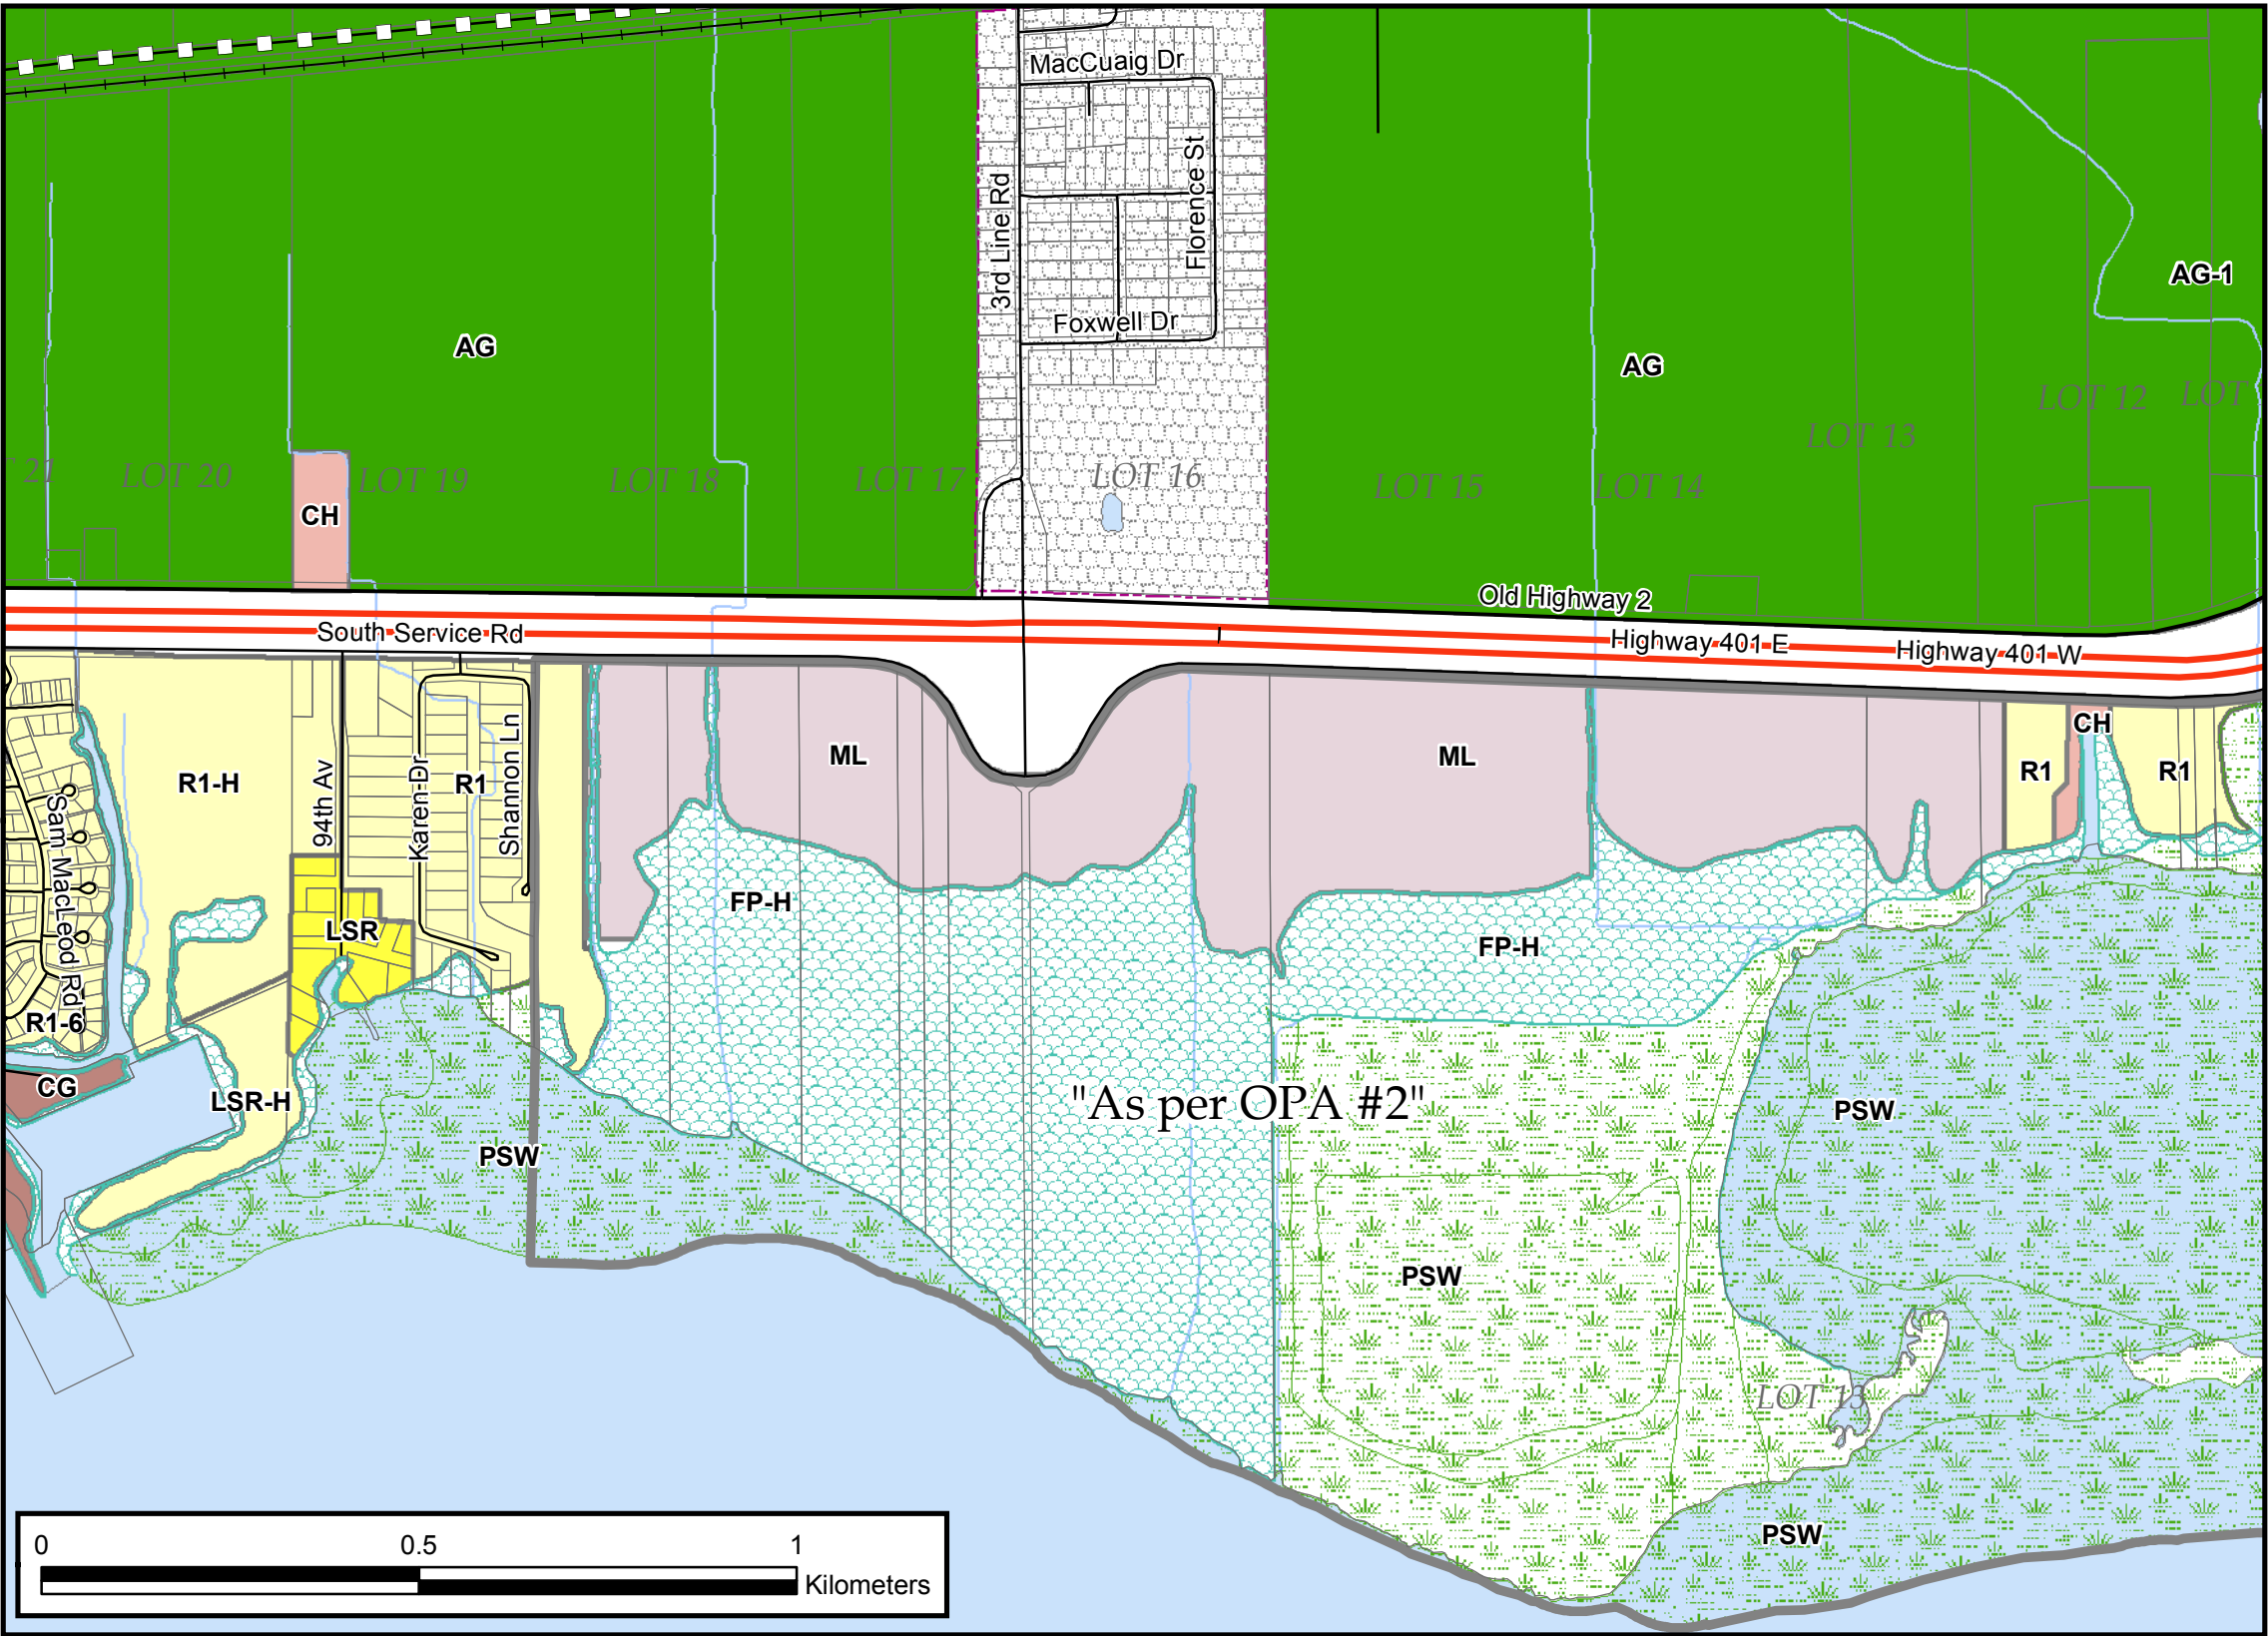 MacCuaig Dr
Florence St
3rd Line Rd
Foxwell Dr
AG-1
AG
AG
LOT 12
LOT
LOT 13
21
LOT 20
LOT 19
LOT 18
LOT 17
LOT 16
LOT 15
LOT 14
CH
Old Highway 2
South Service Rd
Highway 401 E
Highway 401 W
CH
ML
ML
R1-H
94th Av
Karen Dr
R1
Shannon Ln
R1
R1
Sam MacLeod Rd
FP-H
LSR
FP-H
R1-6
CG
LSR-H
"As per OPA #2"
PSW
PSW
PSW
LOT 13
PSW
0 0.5 1
Kilometers